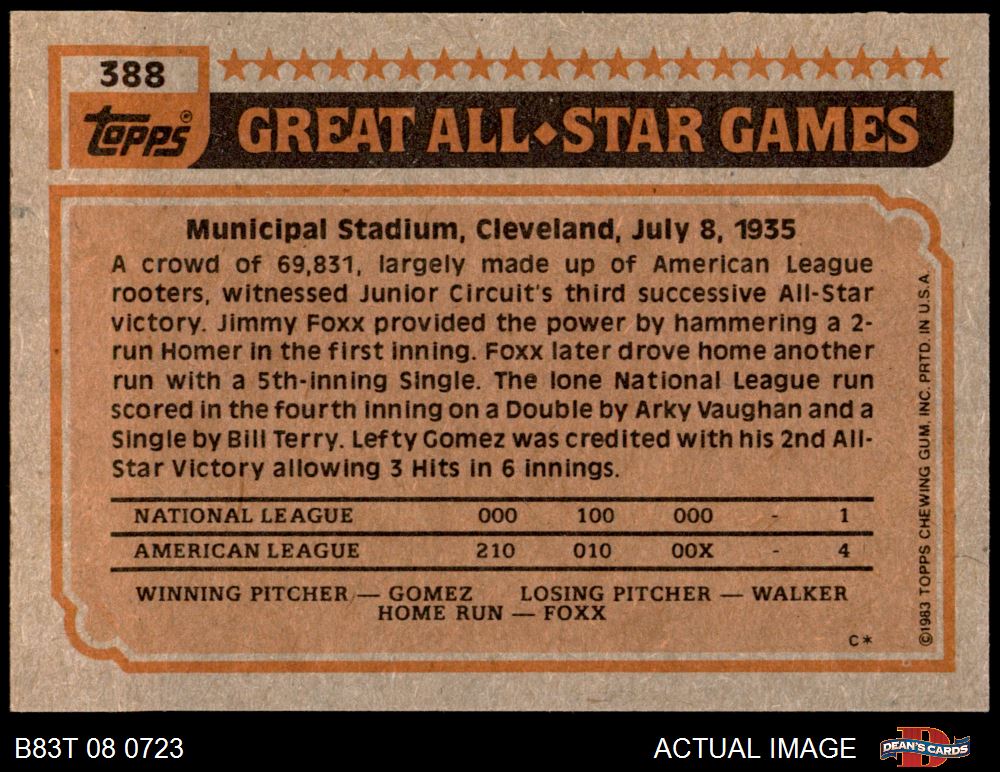 388
topps®
GREAT ALL◆STAR GAMES
Municipal Stadium, Cleveland, July 8, 1935
A crowd of 69,831, largely made up of American League
rooters, witnessed Junior Circuit's third successive All-Star
victory. Jimmy Foxx provided the power by hammering a 2-
run Homer in the first inning. Foxx later drove home another
run with a 5th-inning Single. The lone National League run
scored in the fourth inning on a Double by Arky Vaughan and a
Single by Bill Terry. Lefty Gomez was credited with his 2nd All-
Star Victory allowing 3 Hits in 6 innings.
NATIONAL LEAGUE 000 100 000 - 1
AMERICAN LEAGUE 210 010 00X - 4
WINNING PITCHER — GOMEZ LOSING PITCHER — WALKER
HOME RUN — FOXX
C*
©1983 TOPPS CHEWING GUM, INC. PRTD. IN U.S.A.
B83T 08 0723
ACTUAL IMAGE
DEAN'S CARDS